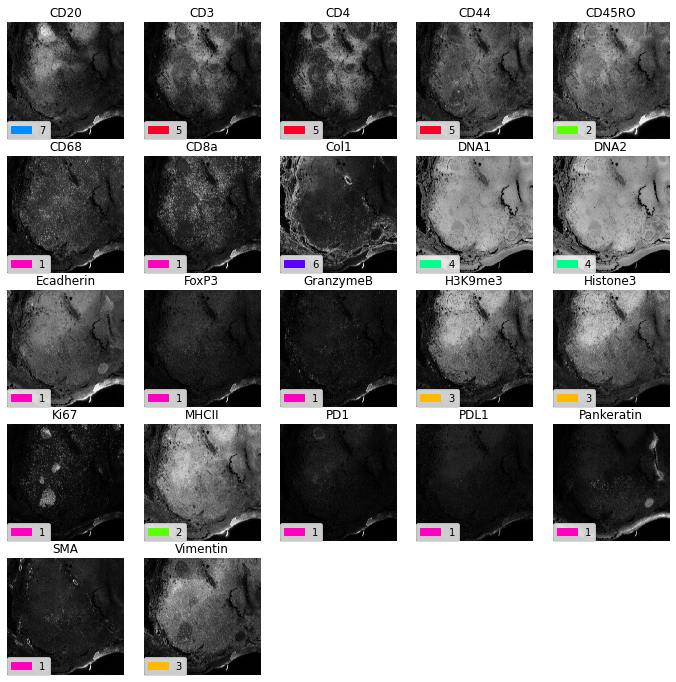 CD20 CD3 CD4 CD44 CD45RO
7 5 5 5 2
CD68 CD8a Col1 DNA1 DNA2
1 1 6 4 4
Ecadherin FoxP3 GranzymeB H3K9me3 Histone3
1 1 1 3 3
Ki67 MHCII PD1 PDL1 Pankeratin
1 2 1 1 1
SMA Vimentin
1 3